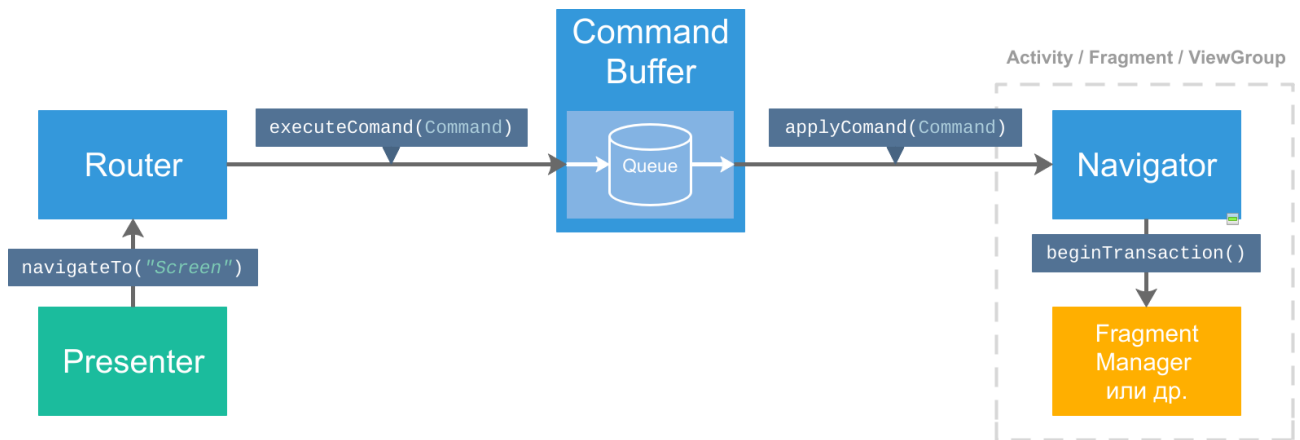 Command
Buffer
Activity / Fragment / ViewGroup
executeComand(Command)
applyComand(Command)
Router
Queue
Navigator
navigateTo("Screen")
beginTransaction()
Presenter
Fragment
Manager
или др.